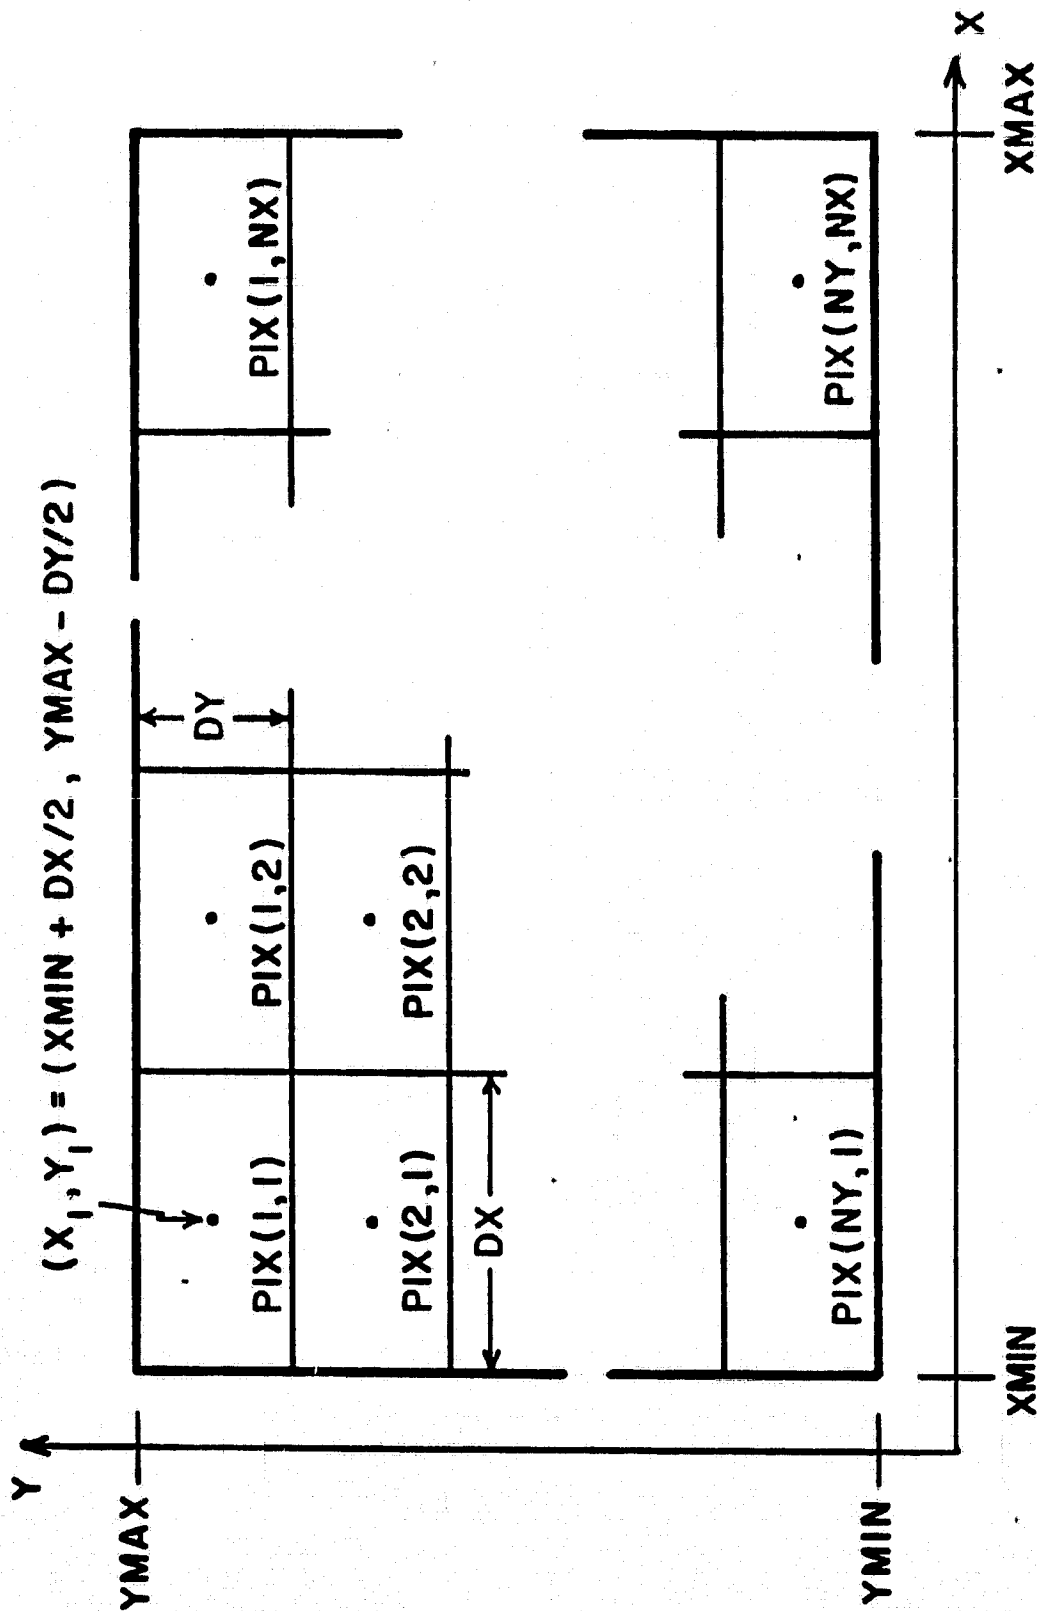 (X₁, Y₁) = (XMIN + DX/2, YMAX - DY/2)
Y
YMAX
DY
PIX(1,1)
PIX(1,2)
PIX(1,NX)
PIX(2,1)
PIX(2,2)
DX
PIX(NY,1)
PIX(NY,NX)
YMIN
X
XMIN
XMAX